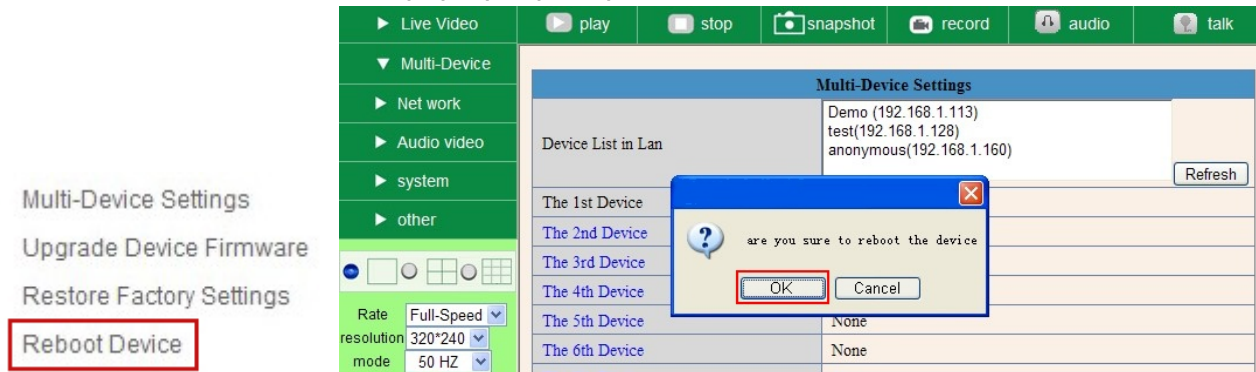 Multi-Device Settings
Upgrade Device Firmware
Restore Factory Settings
Reboot Device
Live Video
play
stop
snapshot
record
audio
talk
Multi-Device
Net work
Audio video
system
other
Rate Full-Speed
resolution 320*240
mode 50 HZ
Multi-Device Settings
Device List in Lan
Demo (192.168.1.113)
test(192.168.1.128)
anonymous(192.168.1.160)
Refresh
The 1st Device
The 2nd Device
The 3rd Device
The 4th Device
The 5th Device None
The 6th Device None
are you sure to reboot the device
OK Cancel